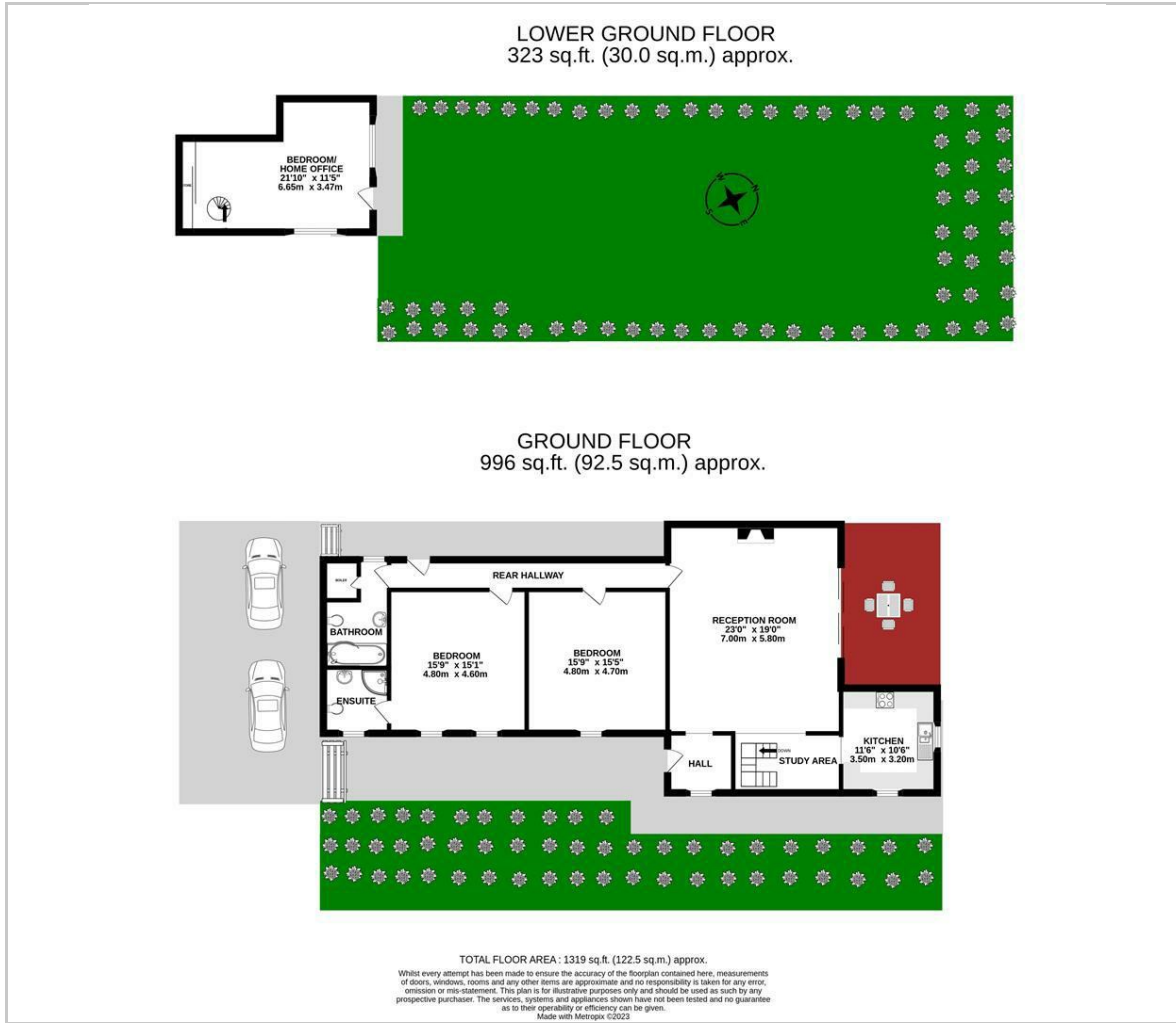 LOWER GROUND FLOOR
323 sq.ft. (30.0 sq.m.) approx.
BEDROOM/
HOME OFFICE
21'10" x 11'5"
6.65m x 3.47m
GROUND FLOOR
996 sq.ft. (92.5 sq.m.) approx.
REAR HALLWAY
BOILER
BATHROOM
ENSUITE
BEDROOM
15'9" x 15'1"
4.80m x 4.60m
BEDROOM
15'9" x 15'5"
4.80m x 4.70m
RECEPTION ROOM
23'0" x 19'0"
7.00m x 5.80m
HALL
DOWN
STUDY AREA
KITCHEN
11'6" x 10'6"
3.50m x 3.20m
TOTAL FLOOR AREA : 1319 sq.ft. (122.5 sq.m.) approx.
Whilst every attempt has been made to ensure the accuracy of the floorplan contained here, measurements
of doors, windows, rooms and any other items are approximate and no responsibility is taken for any error,
omission or mis-statement. This plan is for illustrative purposes only and should be used as such by any
prospective purchaser. The services, systems and appliances shown have not been tested and no guarantee
as to their operability or efficiency can be given.
Made with Metropix ©2023